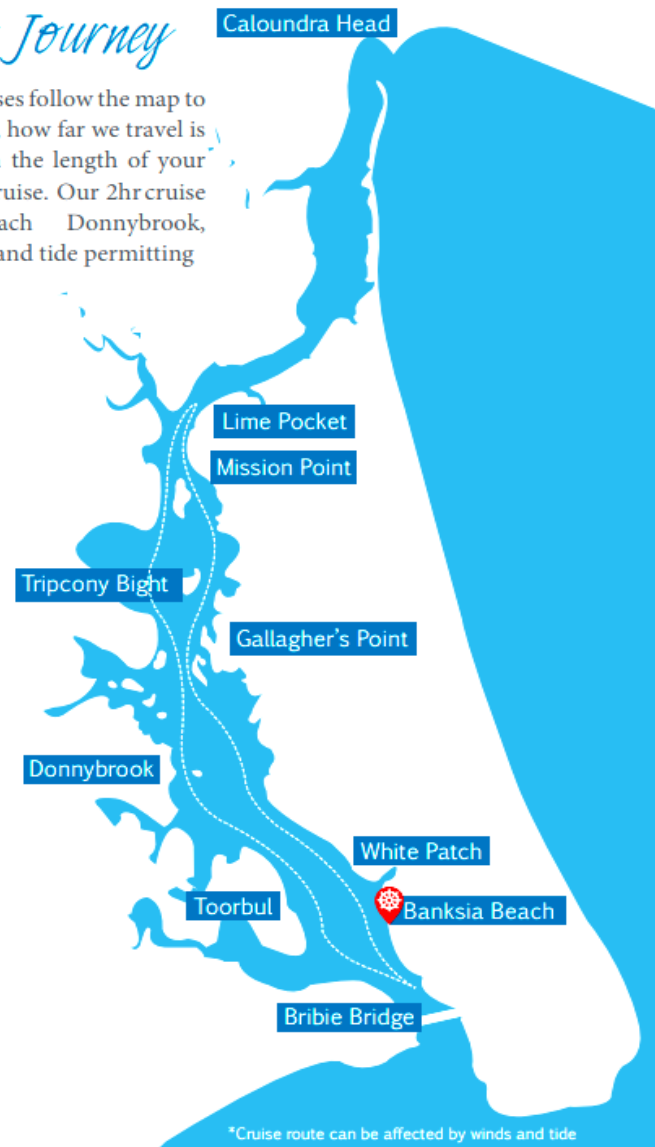 Journey
Caloundra Head
ses follow the map to
how far we travel is
the length of your
ruise. Our 2hr cruise
ach Donnybrook,
and tide permitting
Lime Pocket
Mission Point
Tripcony Bight
Gallagher's Point
Donnybrook
White Patch
Banksia Beach
Toorbul
Bribie Bridge
*Cruise route can be affected by winds and tide